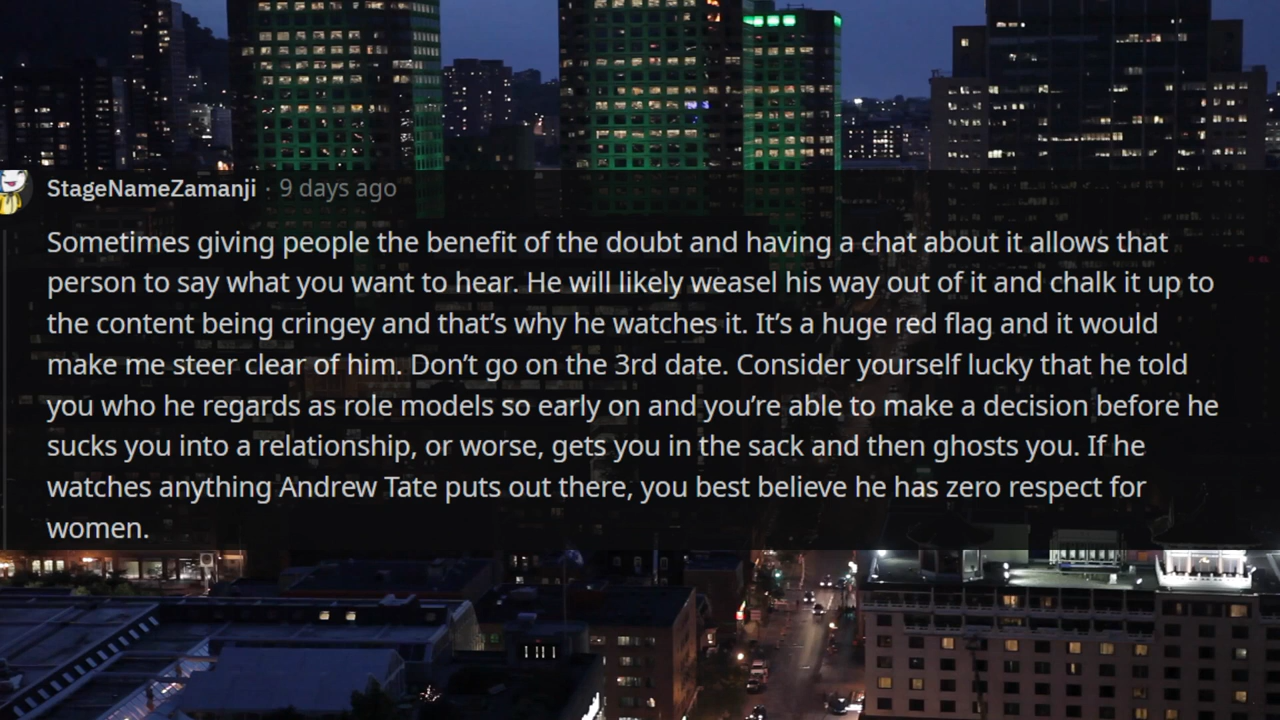 StageNameZamanji · 9 days ago
Sometimes giving people the benefit of the doubt and having a chat about it allows that
person to say what you want to hear. He will likely weasel his way out of it and chalk it up to
the content being cringey and that’s why he watches it. It’s a huge red flag and it would
make me steer clear of him. Don’t go on the 3rd date. Consider yourself lucky that he told
you who he regards as role models so early on and you’re able to make a decision before he
sucks you into a relationship, or worse, gets you in the sack and then ghosts you. If he
watches anything Andrew Tate puts out there, you best believe he has zero respect for
women.